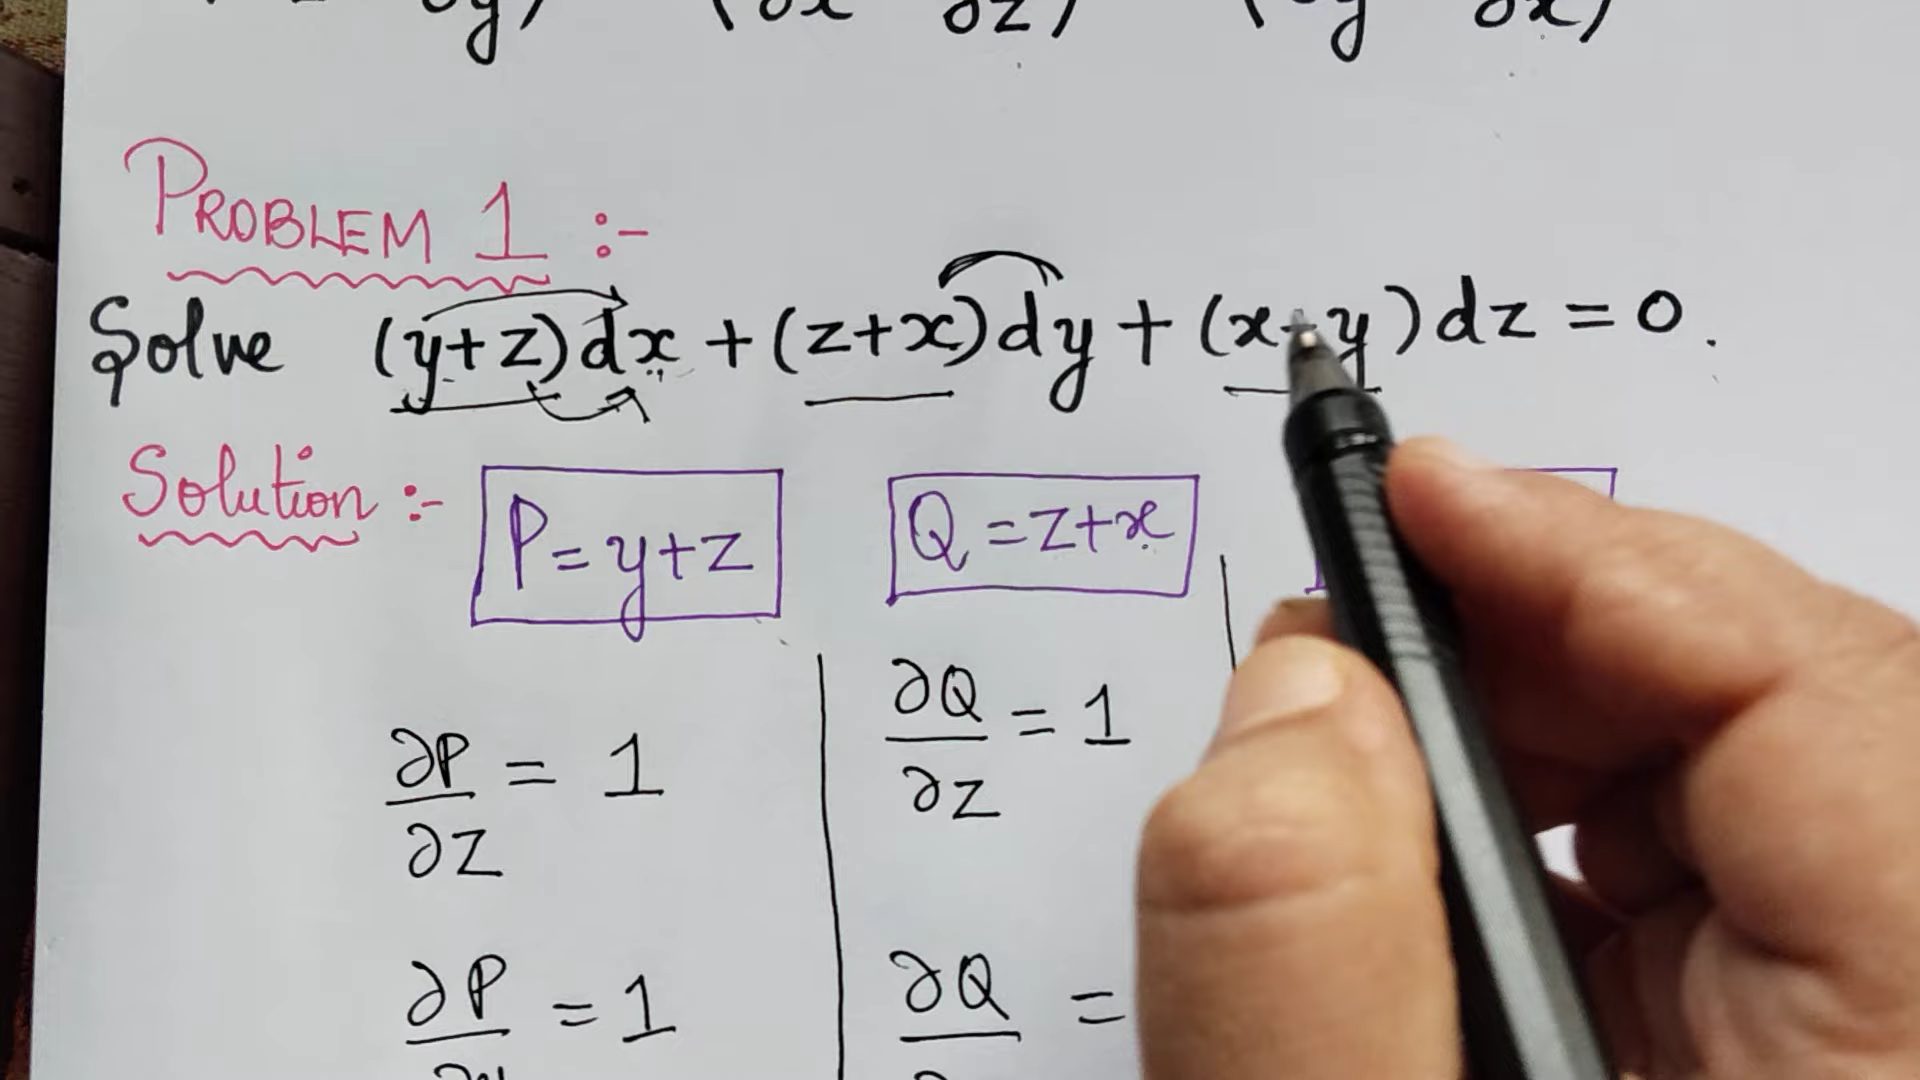 ∂y) (∂x ∂z) (∂y ∂x)
PROBLEM 1 :-
Solve (y+z)dx + (z+x)dy + (x+y)dz = 0.
Solution :- P = y+z Q = z+x
∂P/∂z = 1 ∂Q/∂z = 1
∂P/∂y = 1 ∂Q/∂ =